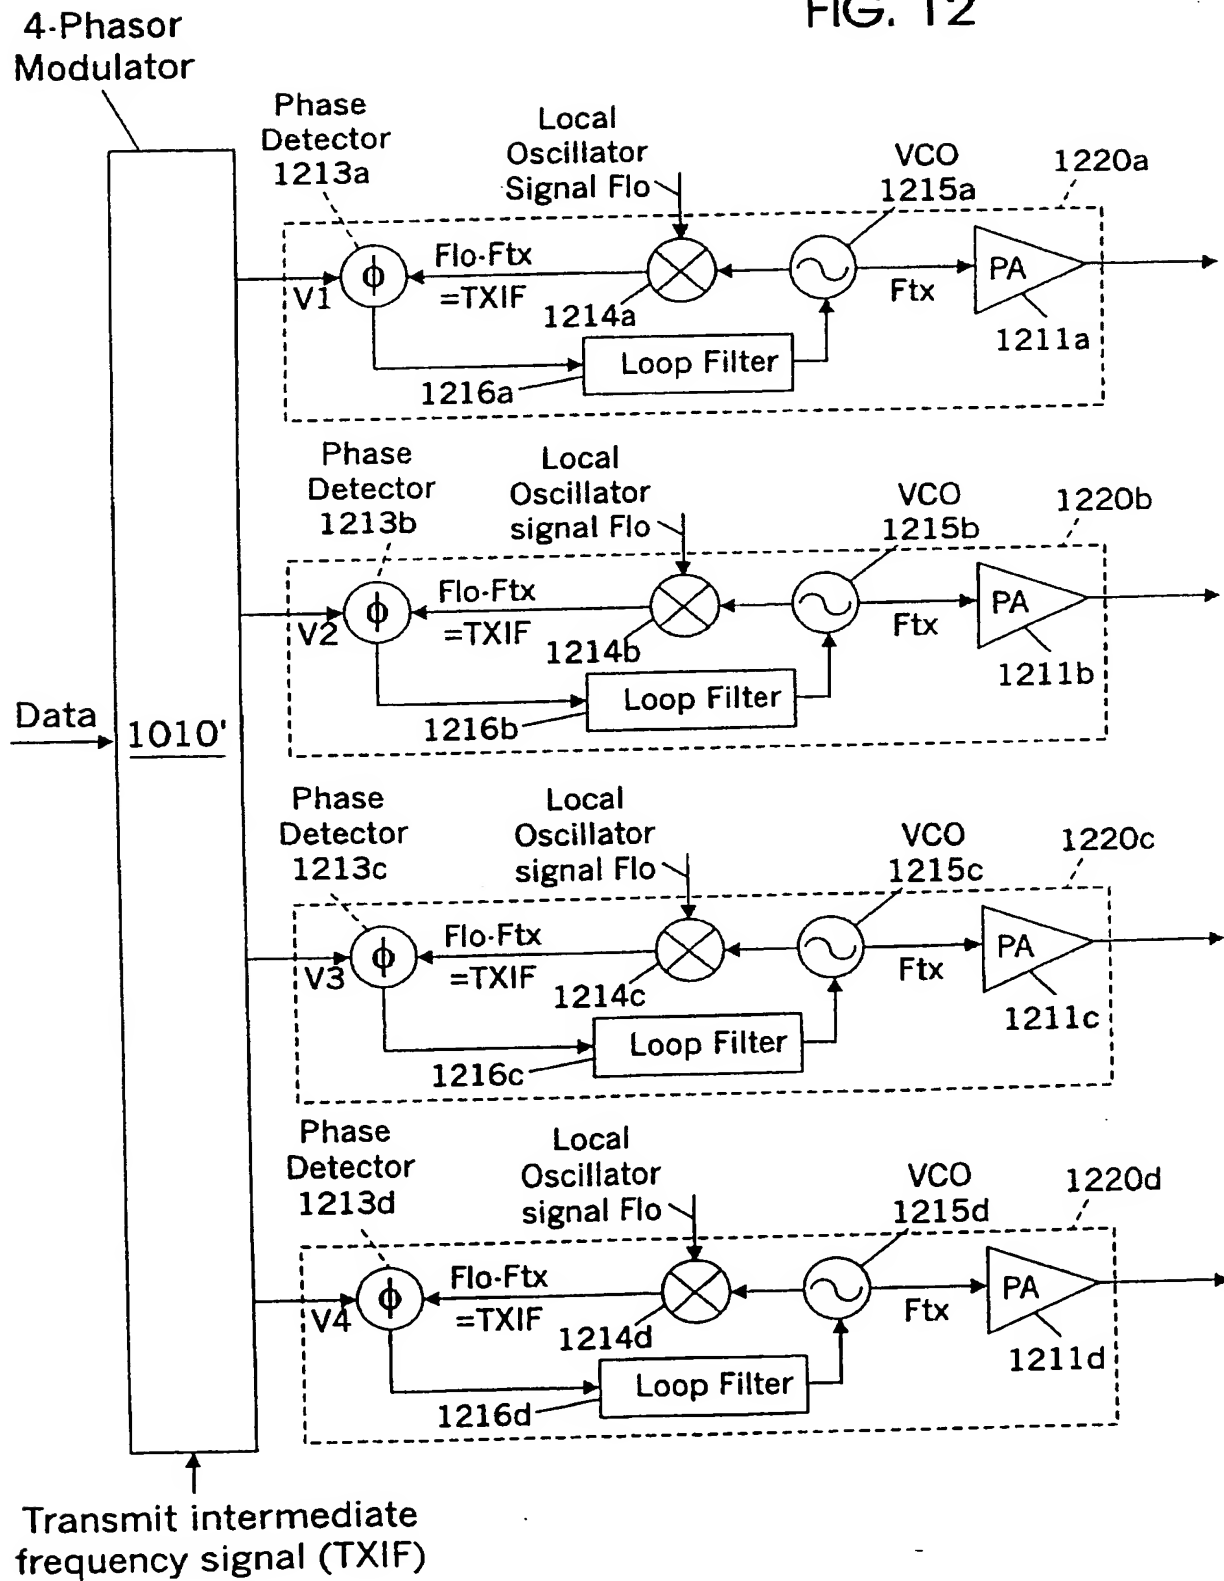 FIG. 12
4-Phasor
Modulator
Phase
Detector
1213a
Local
Oscillator
Signal Flo
VCO
1215a
1220a
V1
ϕ
Flo-Ftx
=TXIF
1214a
Ftx
PA
1211a
Loop Filter
1216a
Phase
Detector
1213b
Local
Oscillator
signal Flo
VCO
1215b
1220b
V2
ϕ
Flo-Ftx
=TXIF
1214b
Ftx
PA
1211b
Loop Filter
1216b
Data
1010'
Phase
Detector
1213c
Local
Oscillator
signal Flo
VCO
1215c
1220c
V3
ϕ
Flo-Ftx
=TXIF
1214c
Ftx
PA
1211c
Loop Filter
1216c
Phase
Detector
1213d
Local
Oscillator
signal Flo
VCO
1215d
1220d
V4
ϕ
Flo-Ftx
=TXIF
1214d
Ftx
PA
1211d
Loop Filter
1216d
Transmit intermediate
frequency signal (TXIF)